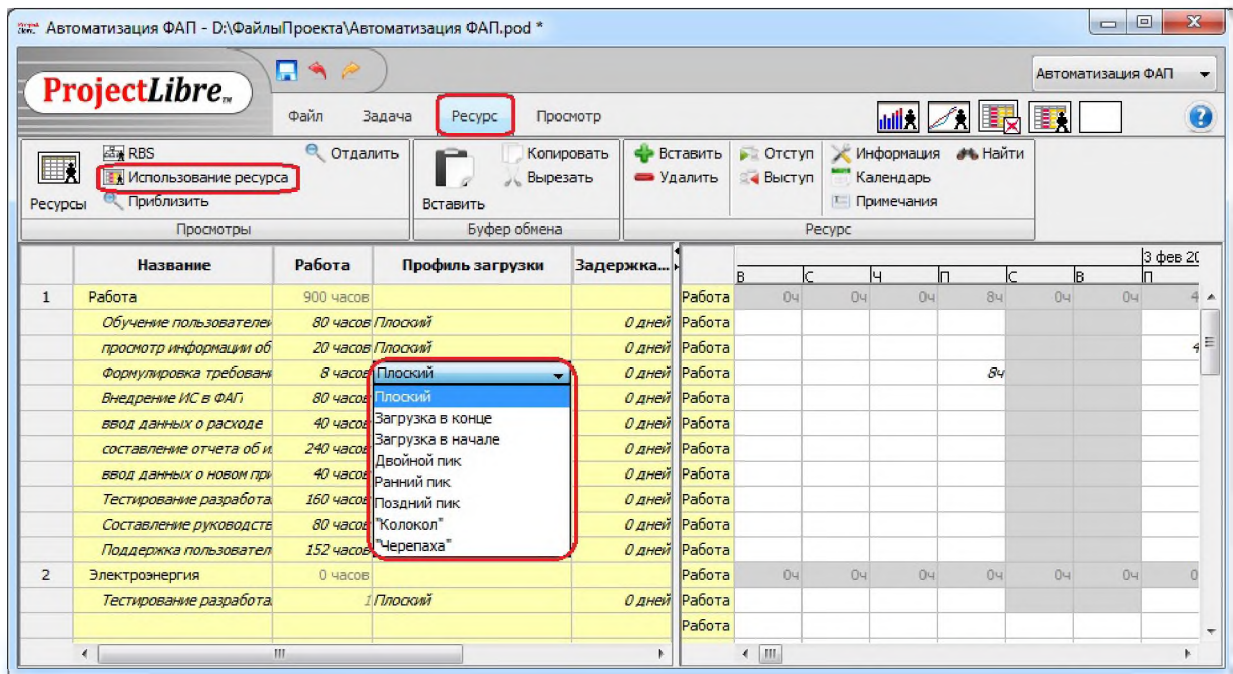 Автоматизация ФАП - D:\ФайлыПроекта\Автоматизация ФАП.pod *
ProjectLibre™
Автоматизация ФАП
Файл Задача Ресурс Просмотр
RBS Отдалить Копировать Вставить Отступ Информация Найти
Использование ресурса Вырезать Удалить Выступ Календарь
Ресурсы Приблизить Вставить Примечания
Просмотры Буфер обмена Ресурс
Название Работа Профиль загрузки Задержка... 3 фев 20
В С Ч П С В П
1 Работа 900 часов Работа 0ч 0ч 0ч 8ч 0ч 0ч 4
Обучение пользователей 80 часов Плоский 0 дней Работа
просмотр информации об 20 часов Плоский 0 дней Работа 4
Формулировка требован 8 часов Плоский 0 дней Работа 8ч
Внедрение ИС в ФАП 80 часов Плоский 0 дней Работа
ввод данных о расходе 40 часов Загрузка в конце 0 дней Работа
составление отчета об и 240 часов Загрузка в начале 0 дней Работа
Двойной пик
ввод данных о новом при 40 часов Ранний пик 0 дней Работа
Тестирование разработа 160 часов Поздний пик 0 дней Работа
Составление руководств 80 часов "Колокол" 0 дней Работа
Поддержка пользовател 152 часов "Черепаха" 0 дней Работа
2 Электроэнергия 0 часов Работа 0ч 0ч 0ч 0ч 0ч 0ч 0
Тестирование разработа 1 Плоский 0 дней Работа
Работа